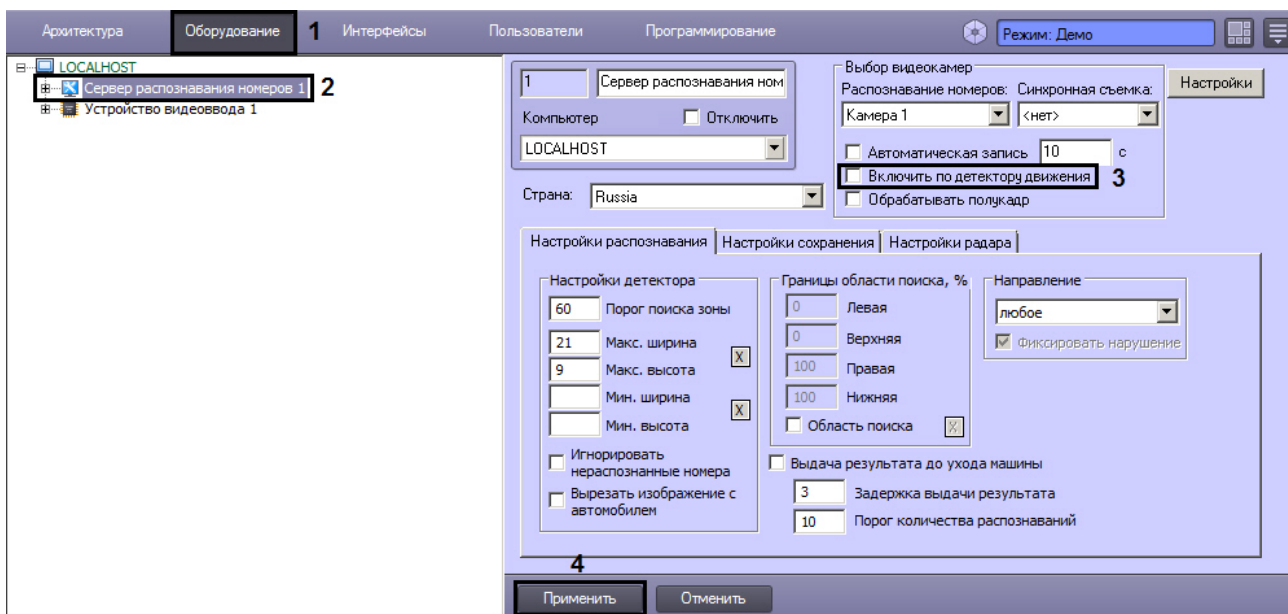 Архитектура Оборудование 1 Интерфейсы Пользователи Программирование Режим: Демо
LOCALHOST
Сервер распознавания номеров 1 2
Устройство видеоввода 1
1 Сервер распознавания ном
Компьютер Отключить
LOCALHOST
Страна: Russia
Выбор видеокамер
Распознавание номеров: Синхронная съемка:
Камера 1 <нет>
Автоматическая запись 10 с
Включить по детектору движения 3
Обрабатывать полукадр
Настройки
Настройки распознавания Настройки сохранения Настройки радара
Настройки детектора
60 Порог поиска зоны
21 Макс. ширина
X
9 Макс. высота
Мин. ширина
X
Мин. высота
Игнорировать
нераспознанные номера
Вырезать изображение с
автомобилем
Границы области поиска, %
0 Левая
0 Верхняя
100 Правая
100 Нижняя
Область поиска X
Направление
любое
Фиксировать нарушение
Выдача результата до ухода машины
3 Задержка выдачи результата
10 Порог количества распознаваний
4
Применить Отменить